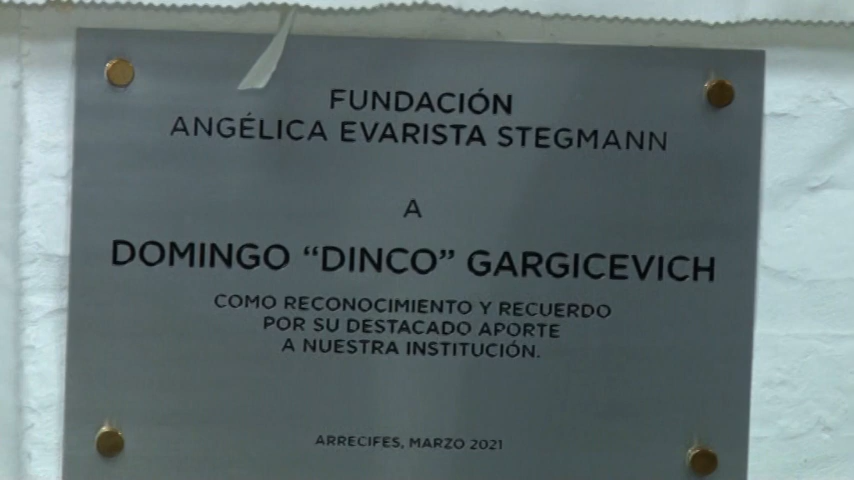 FUNDACIÓN
ANGÉLICA EVARISTA STEGMANN
A
DOMINGO “DINCO” GARGICEVICH
COMO RECONOCIMIENTO Y RECUERDO
POR SU DESTACADO APORTE
A NUESTRA INSTITUCIÓN.
ARRECIFES, MARZO 2021